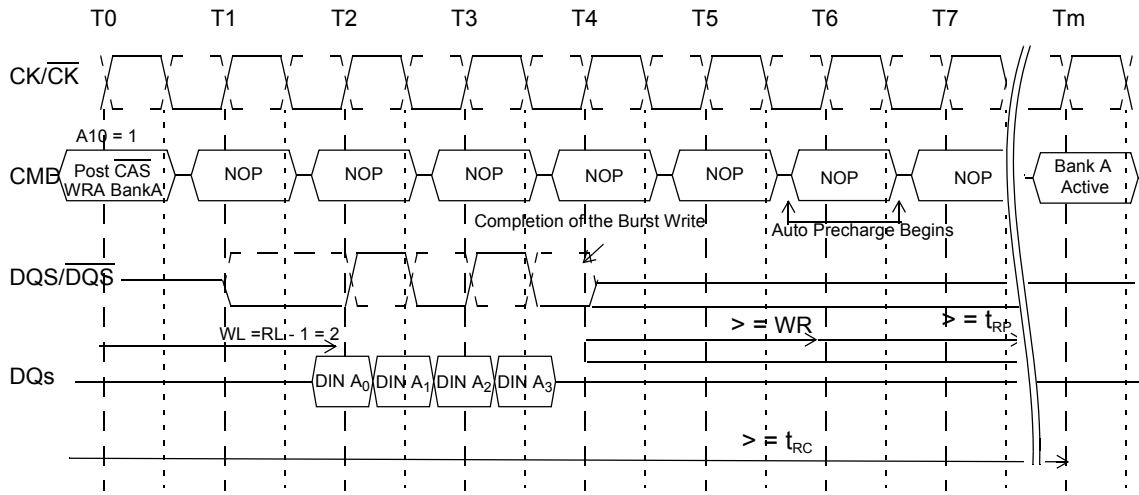 T0 T1 T2 T3 T4 T5 T6 T7 Tm
CK/CK
A10 = 1
CMD
Post CAS
WRA BankA
NOP NOP NOP NOP NOP NOP NOP
Bank A
Active
Completion of the Burst Write
Auto Precharge Begins
DQS/DQS
WL =RL - 1 = 2
> = WR
> = tRP
DQs
DIN A0 DIN A1 DIN A2 DIN A3
> = tRC